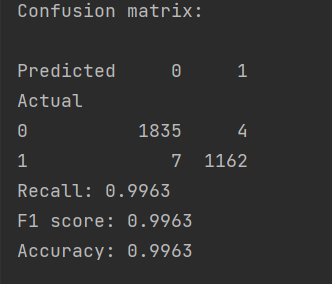 Confusion matrix:
Predicted 0 1
Actual
0 1835 4
1 7 1162
Recall: 0.9963
F1 score: 0.9963
Accuracy: 0.9963